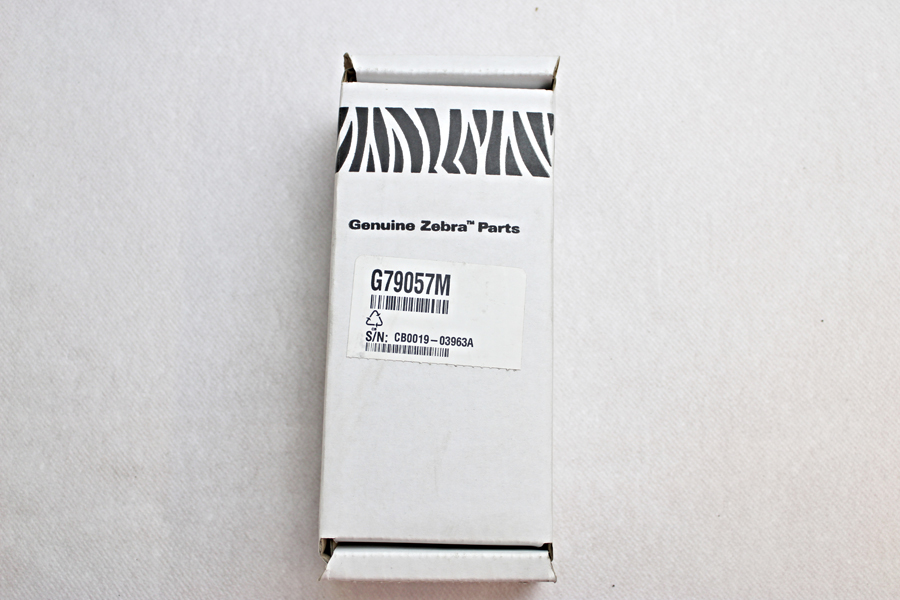 Genuine Zebra™ Parts
G79057M
S/N: CB0019-03963A